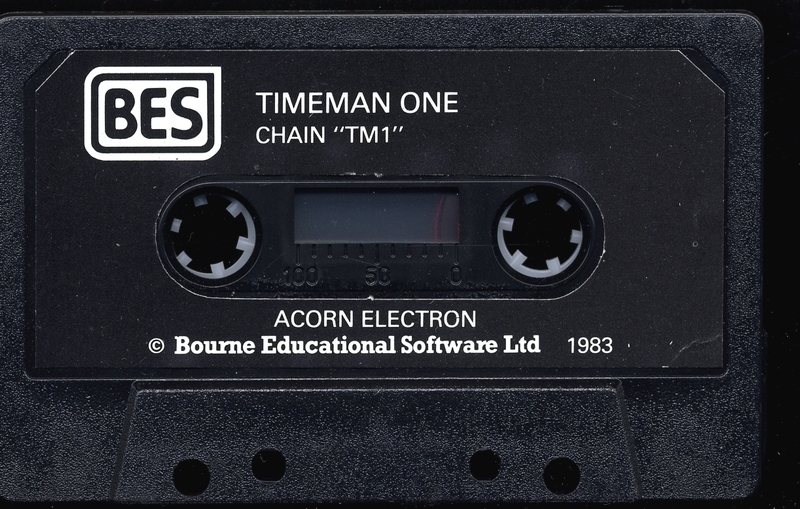 BES
TIMEMAN ONE
CHAIN "TM1"
100 50 0
ACORN ELECTRON
© Bourne Educational Software Ltd 1983